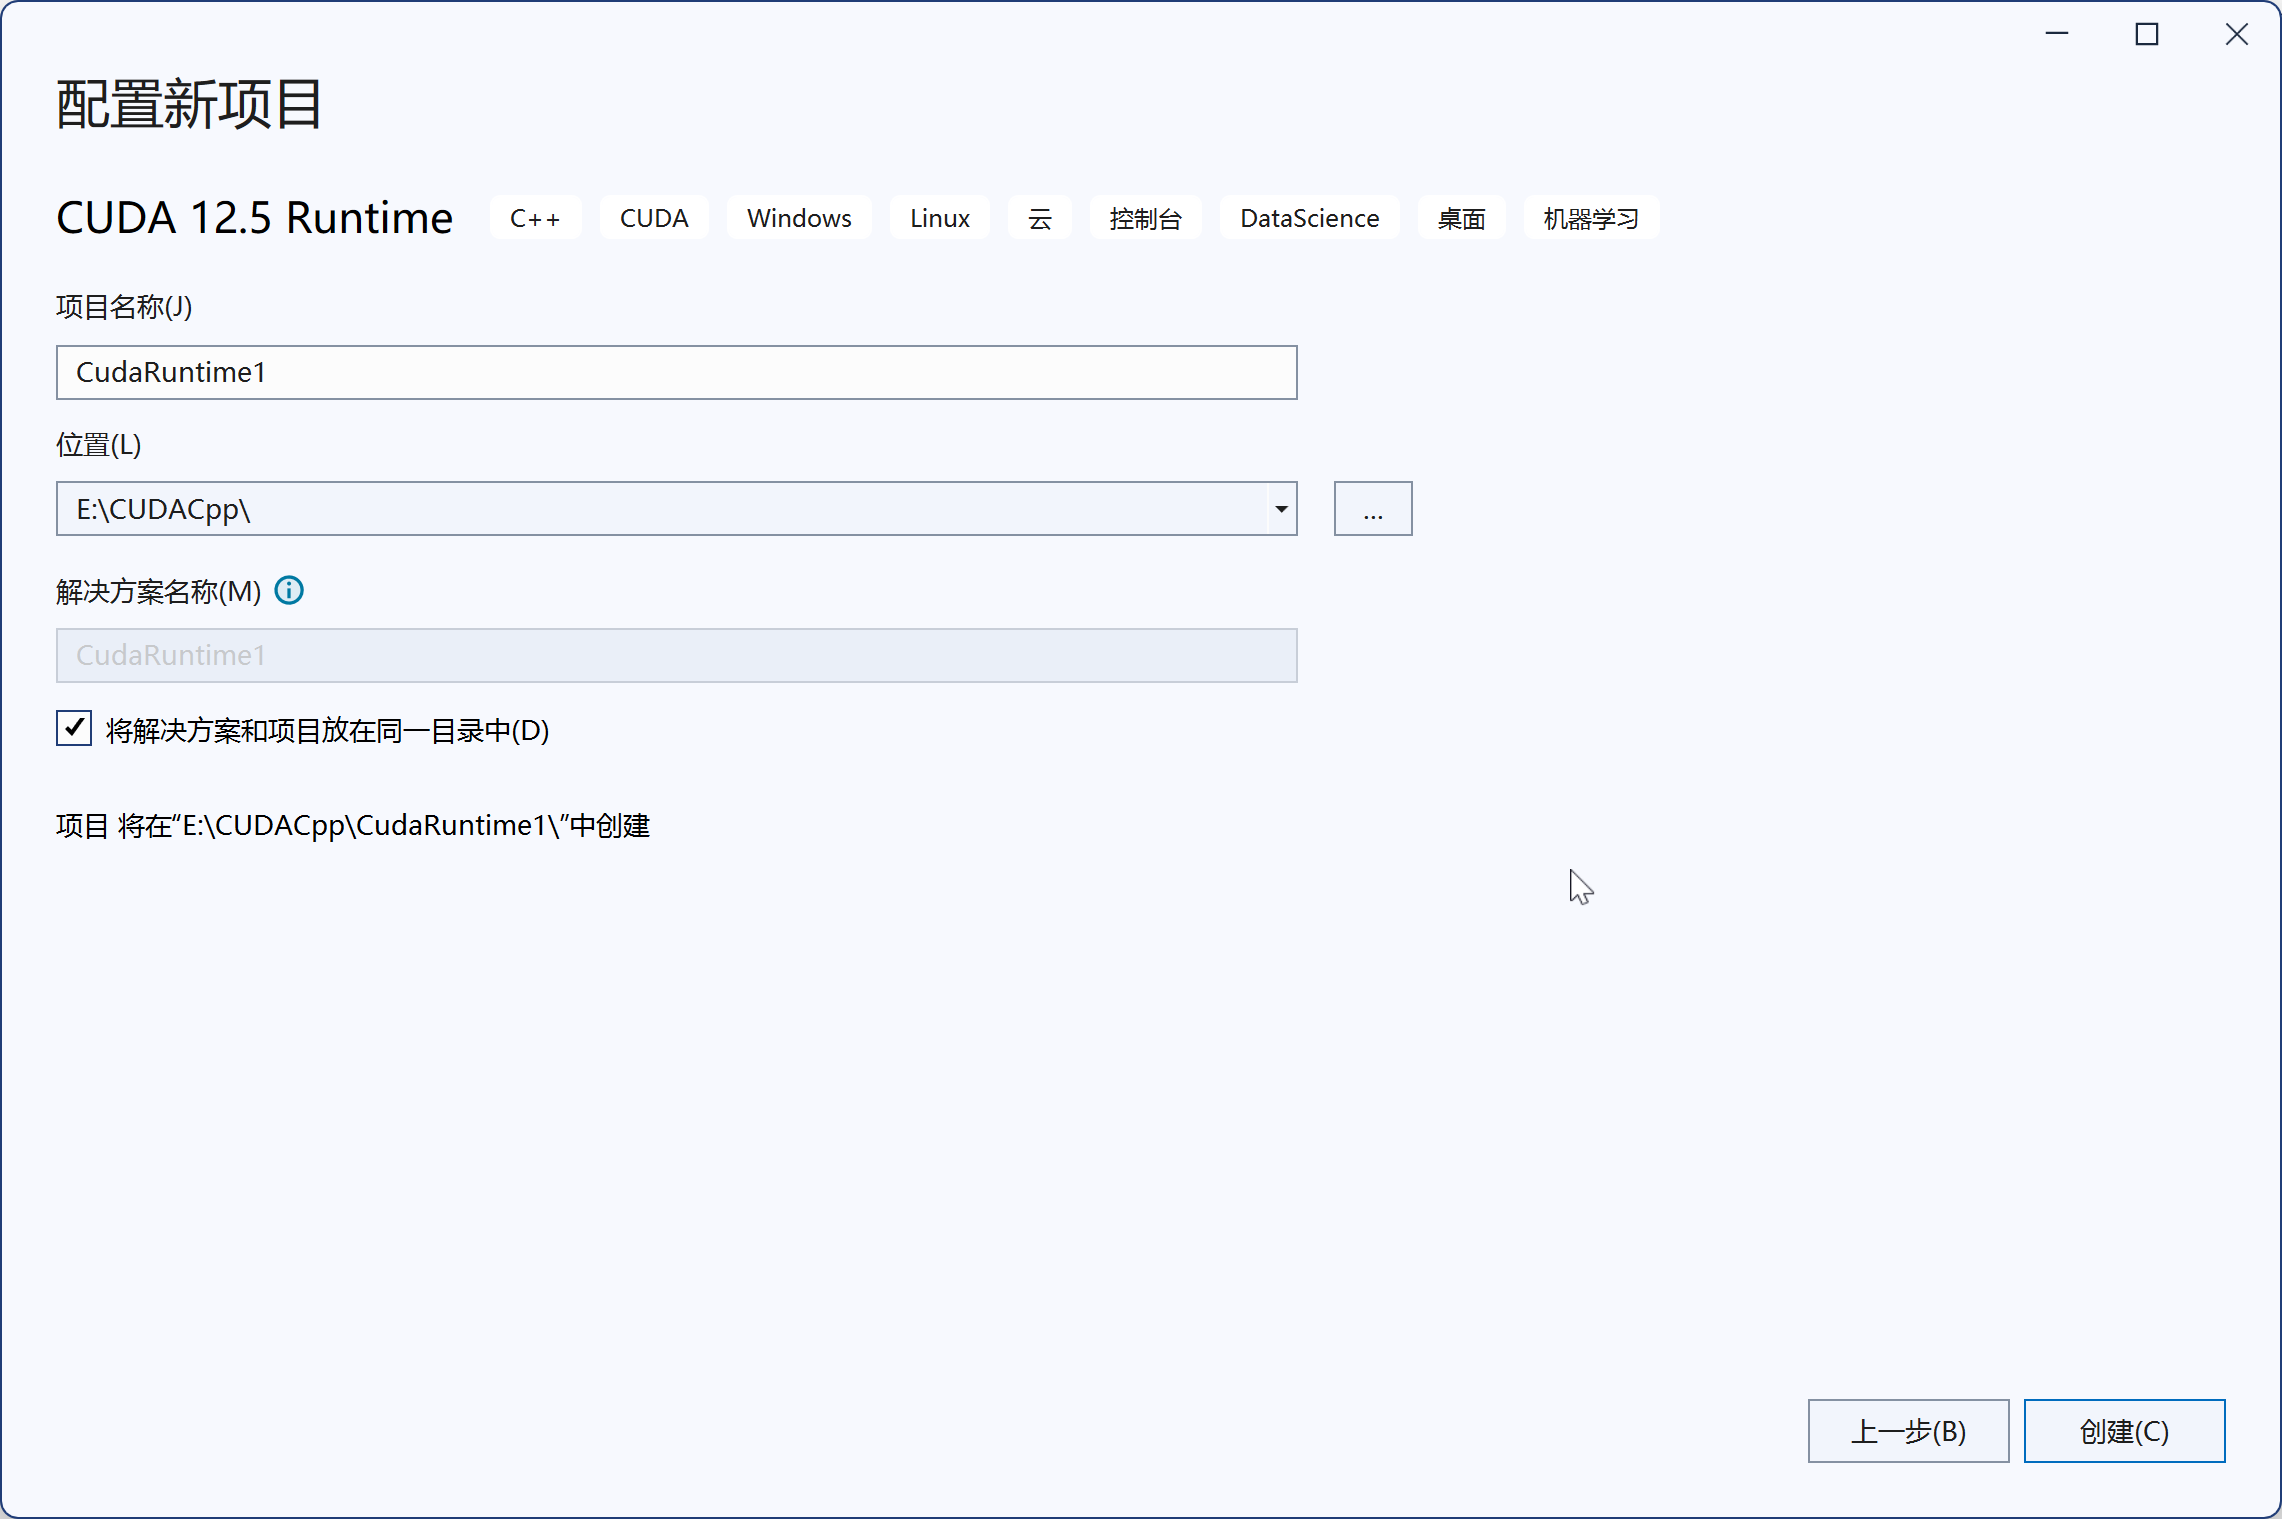 配置新项目
CUDA 12.5 Runtime C++ CUDA Windows Linux 云 控制台 DataScience 桌面 机器学习
项目名称(J)
CudaRuntime1
位置(L)
E:\CUDACpp\
...
解决方案名称(M)
CudaRuntime1
将解决方案和项目放在同一目录中(D)
项目 将在“E:\CUDACpp\CudaRuntime1\”中创建
上一步(B) 创建(C)